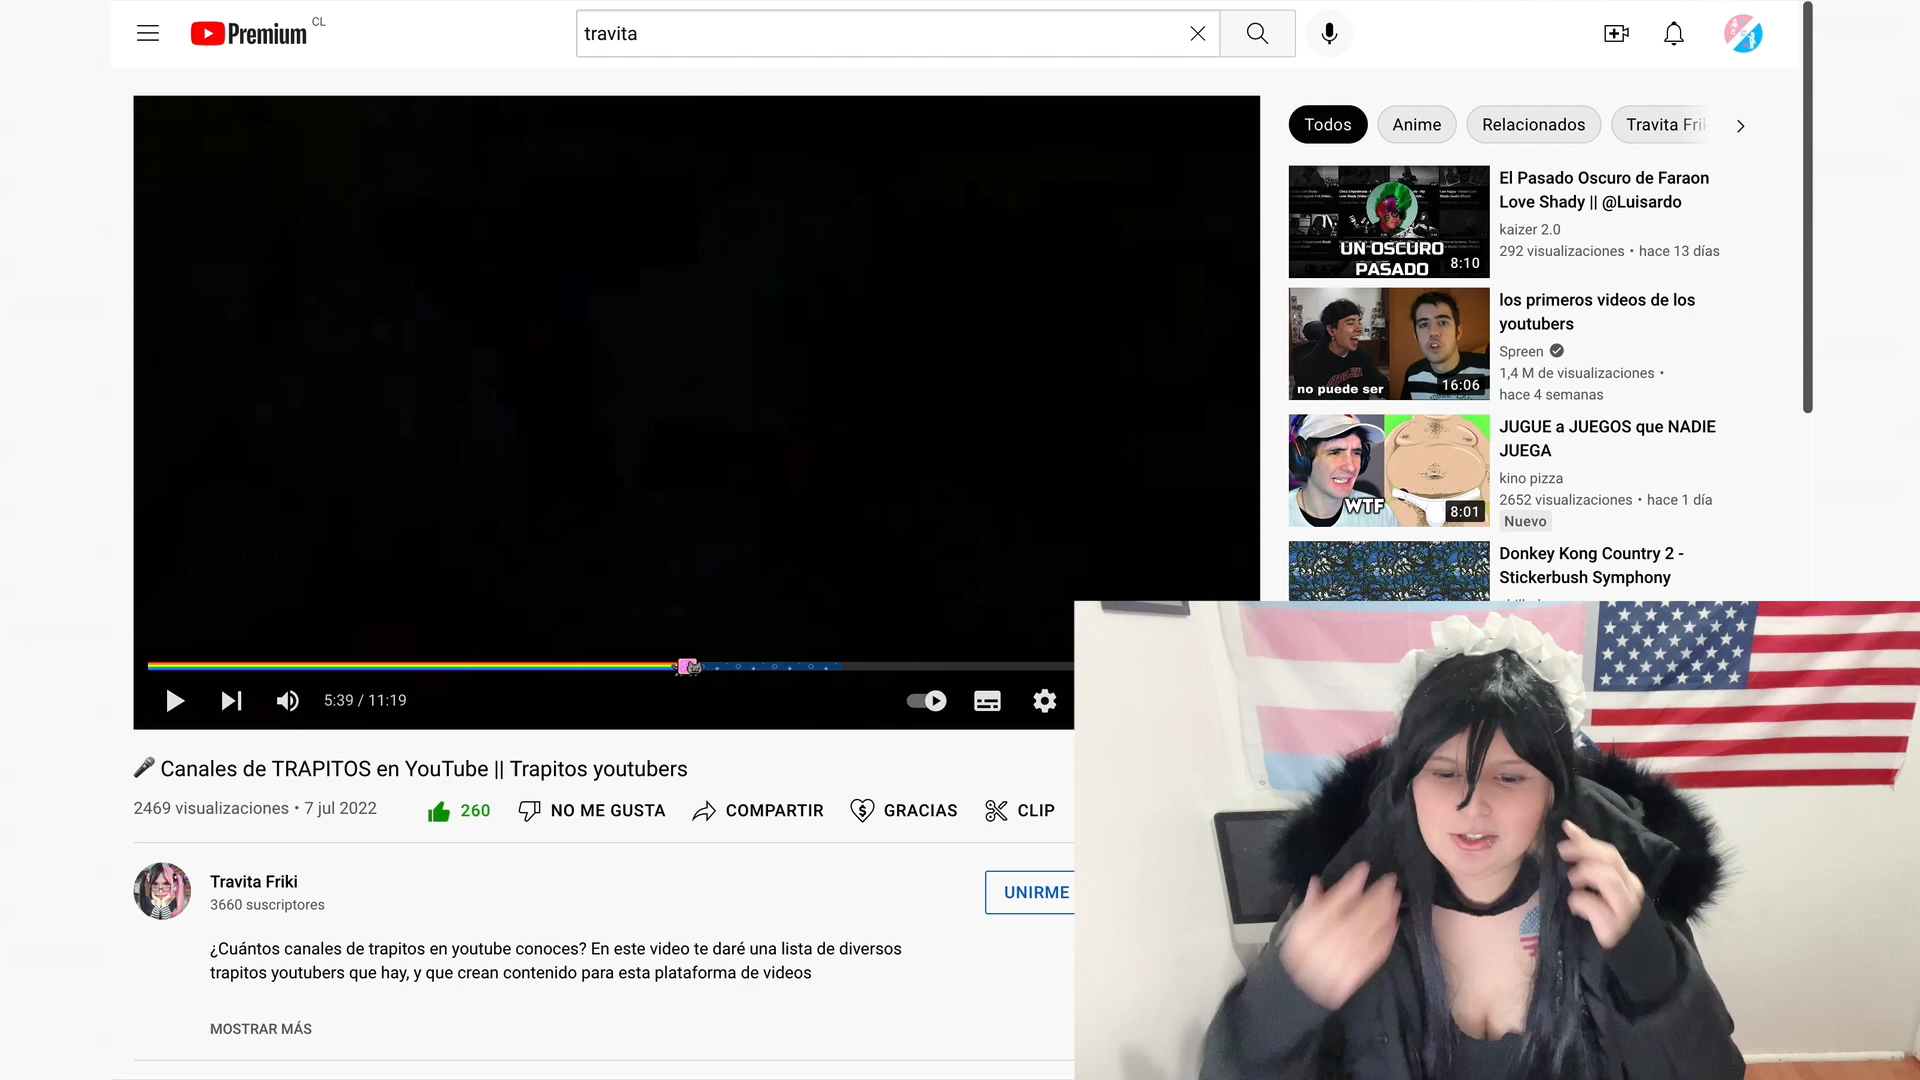 Premium CL
travita
Todos
Anime
Relacionados
Travita Fri
UN OSCURO
PASADO
8:10
El Pasado Oscuro de Faraon
Love Shady || @Luisardo
kaizer 2.0
292 visualizaciones • hace 13 días
no puede ser
16:06
los primeros videos de los
youtubers
Spreen
1,4 M de visualizaciones •
hace 4 semanas
WTF
8:01
JUGUE a JUEGOS que NADIE
JUEGA
kino pizza
2652 visualizaciones • hace 1 día
Nuevo
Donkey Kong Country 2 -
Stickerbush Symphony
5:39 / 11:19
Canales de TRAPITOS en YouTube || Trapitos youtubers
2469 visualizaciones • 7 jul 2022
260
NO ME GUSTA
COMPARTIR
GRACIAS
CLIP
Travita Friki
3660 suscriptores
UNIRME
¿Cuántos canales de trapitos en youtube conoces? En este video te daré una lista de diversos
trapitos youtubers que hay, y que crean contenido para esta plataforma de videos
MOSTRAR MÁS